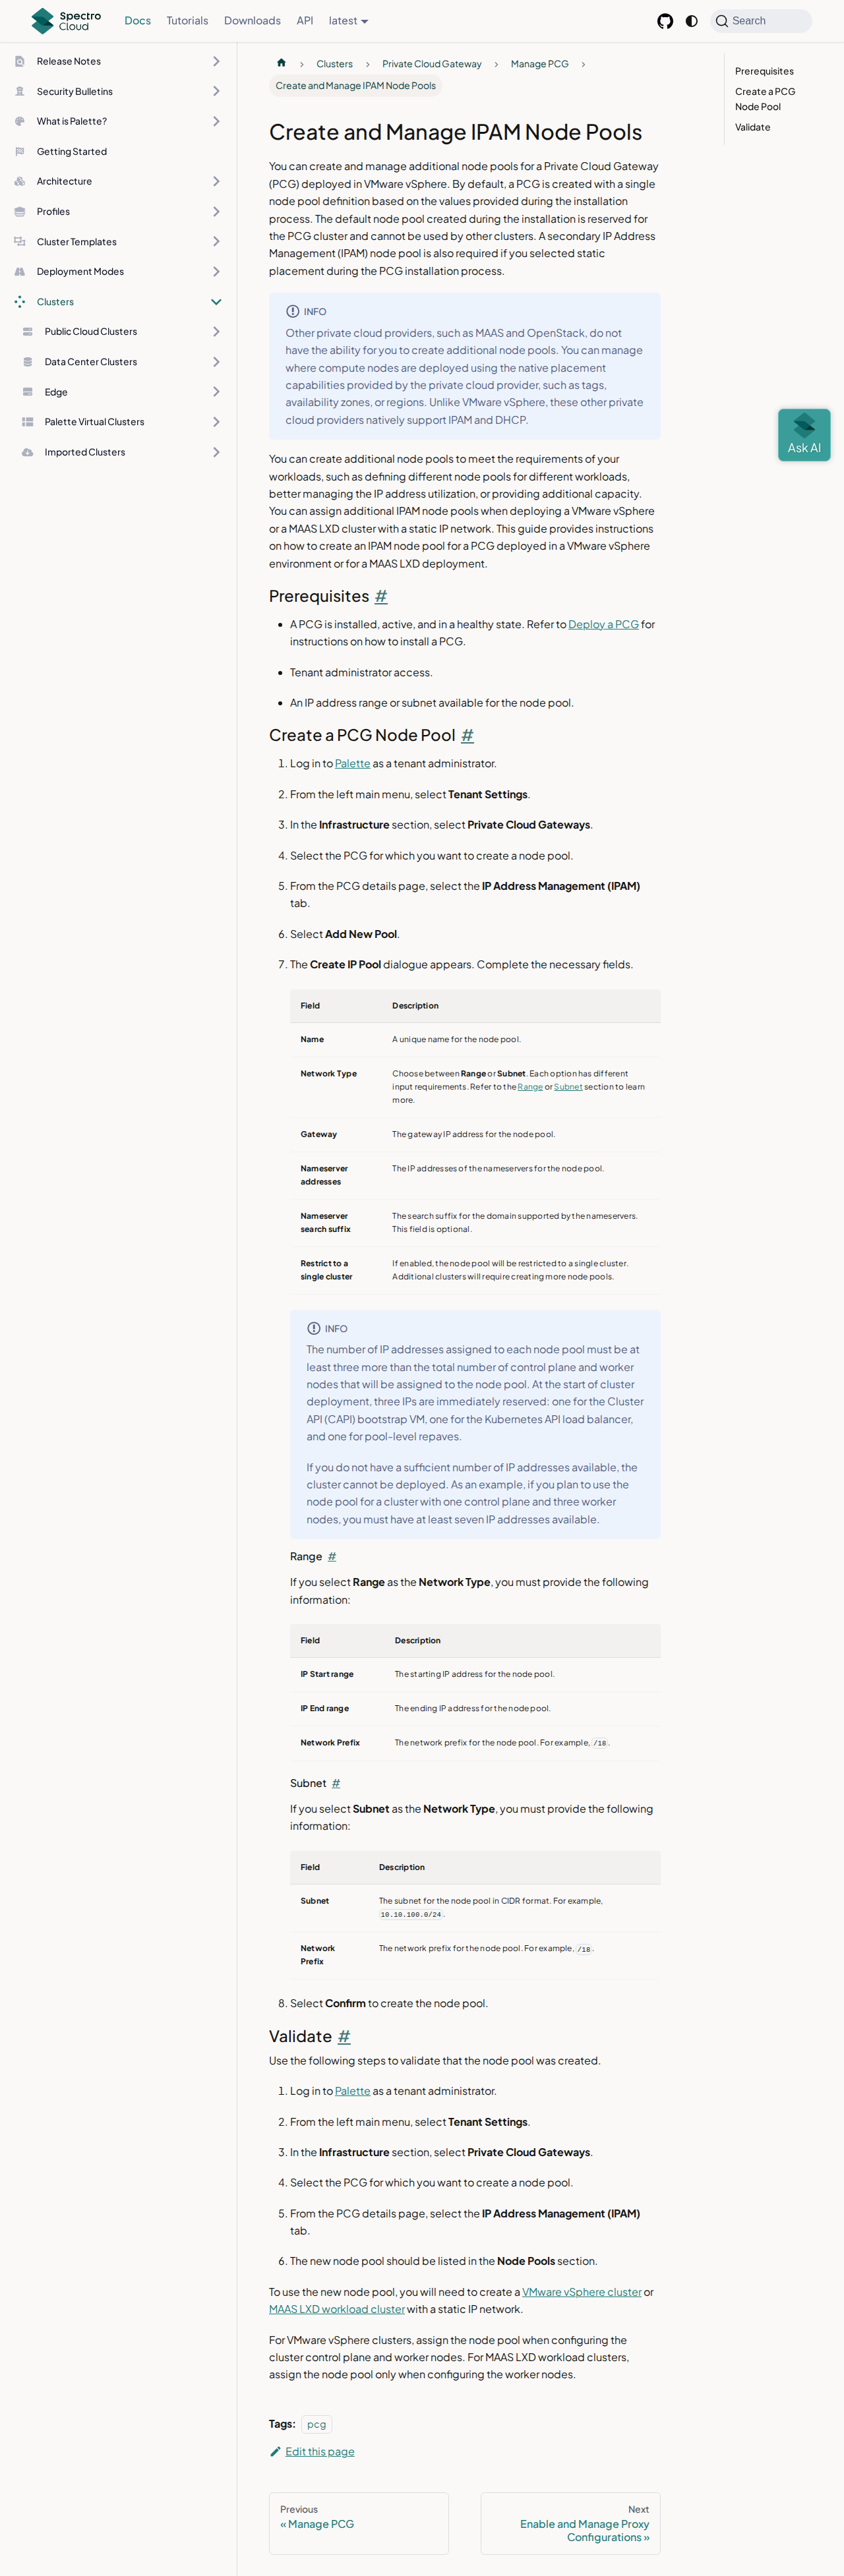 Spectro Cloud
Docs Tutorials Downloads API latest
Search
Release Notes
Security Bulletins
What is Palette?
Getting Started
Architecture
Profiles
Cluster Templates
Deployment Modes
Clusters
Public Cloud Clusters
Data Center Clusters
Edge
Palette Virtual Clusters
Imported Clusters
Clusters › Private Cloud Gateway › Manage PCG ›
Create and Manage IPAM Node Pools
Prerequisites
Create a PCG
Node Pool
Validate
Create and Manage IPAM Node Pools
You can create and manage additional node pools for a Private Cloud Gateway
(PCG) deployed in VMware vSphere. By default, a PCG is created with a single
node pool definition based on the values provided during the installation
process. The default node pool created during the installation is reserved for
the PCG cluster and cannot be used by other clusters. A secondary IP Address
Management (IPAM) node pool is also required if you selected static
placement during the PCG installation process.
INFO
Other private cloud providers, such as MAAS and OpenStack, do not
have the ability for you to create additional node pools. You can manage
where compute nodes are deployed using the native placement
capabilities provided by the private cloud provider, such as tags,
availability zones, or regions. Unlike VMware vSphere, these other private
cloud providers natively support IPAM and DHCP.
Ask AI
You can create additional node pools to meet the requirements of your
workloads, such as defining different node pools for different workloads,
better managing the IP address utilization, or providing additional capacity.
You can assign additional IPAM node pools when deploying a VMware vSphere
or a MAAS LXD cluster with a static IP network. This guide provides instructions
on how to create an IPAM node pool for a PCG deployed in a VMware vSphere
environment or for a MAAS LXD deployment.
Prerequisites #
• A PCG is installed, active, and in a healthy state. Refer to Deploy a PCG for
instructions on how to install a PCG.
• Tenant administrator access.
• An IP address range or subnet available for the node pool.
Create a PCG Node Pool #
1. Log in to Palette as a tenant administrator.
2. From the left main menu, select Tenant Settings.
3. In the Infrastructure section, select Private Cloud Gateways.
4. Select the PCG for which you want to create a node pool.
5. From the PCG details page, select the IP Address Management (IPAM)
tab.
6. Select Add New Pool.
7. The Create IP Pool dialogue appears. Complete the necessary fields.
Field Description
Name A unique name for the node pool.
Network Type Choose between Range or Subnet. Each option has different
input requirements. Refer to the Range or Subnet section to learn
more.
Gateway The gateway IP address for the node pool.
Nameserver The IP addresses of the nameservers for the node pool.
addresses
Nameserver The search suffix for the domain supported by the nameservers.
search suffix This field is optional.
Restrict to a If enabled, the node pool will be restricted to a single cluster.
single cluster Additional clusters will require creating more node pools.
INFO
The number of IP addresses assigned to each node pool must be at
least three more than the total number of control plane and worker
nodes that will be assigned to the node pool. At the start of cluster
deployment, three IPs are immediately reserved: one for the Cluster
API (CAPI) bootstrap VM, one for the Kubernetes API load balancer,
and one for pool-level repaves.
If you do not have a sufficient number of IP addresses available, the
cluster cannot be deployed. As an example, if you plan to use the
node pool for a cluster with one control plane and three worker
nodes, you must have at least seven IP addresses available.
Range #
If you select Range as the Network Type, you must provide the following
information:
Field Description
IP Start range The starting IP address for the node pool.
IP End range The ending IP address for the node pool.
Network Prefix The network prefix for the node pool. For example, /18.
Subnet #
If you select Subnet as the Network Type, you must provide the following
information:
Field Description
Subnet The subnet for the node pool in CIDR format. For example,
10.10.100.0/24.
Network The network prefix for the node pool. For example, /18.
Prefix
8. Select Confirm to create the node pool.
Validate #
Use the following steps to validate that the node pool was created.
1. Log in to Palette as a tenant administrator.
2. From the left main menu, select Tenant Settings.
3. In the Infrastructure section, select Private Cloud Gateways.
4. Select the PCG for which you want to create a node pool.
5. From the PCG details page, select the IP Address Management (IPAM)
tab.
6. The new node pool should be listed in the Node Pools section.
To use the new node pool, you will need to create a VMware vSphere cluster or
MAAS LXD workload cluster with a static IP network.
For VMware vSphere clusters, assign the node pool when configuring the
cluster control plane and worker nodes. For MAAS LXD workload clusters,
assign the node pool only when configuring the worker nodes.
Tags: pcg
Edit this page
Previous
« Manage PCG
Next
Enable and Manage Proxy
Configurations »